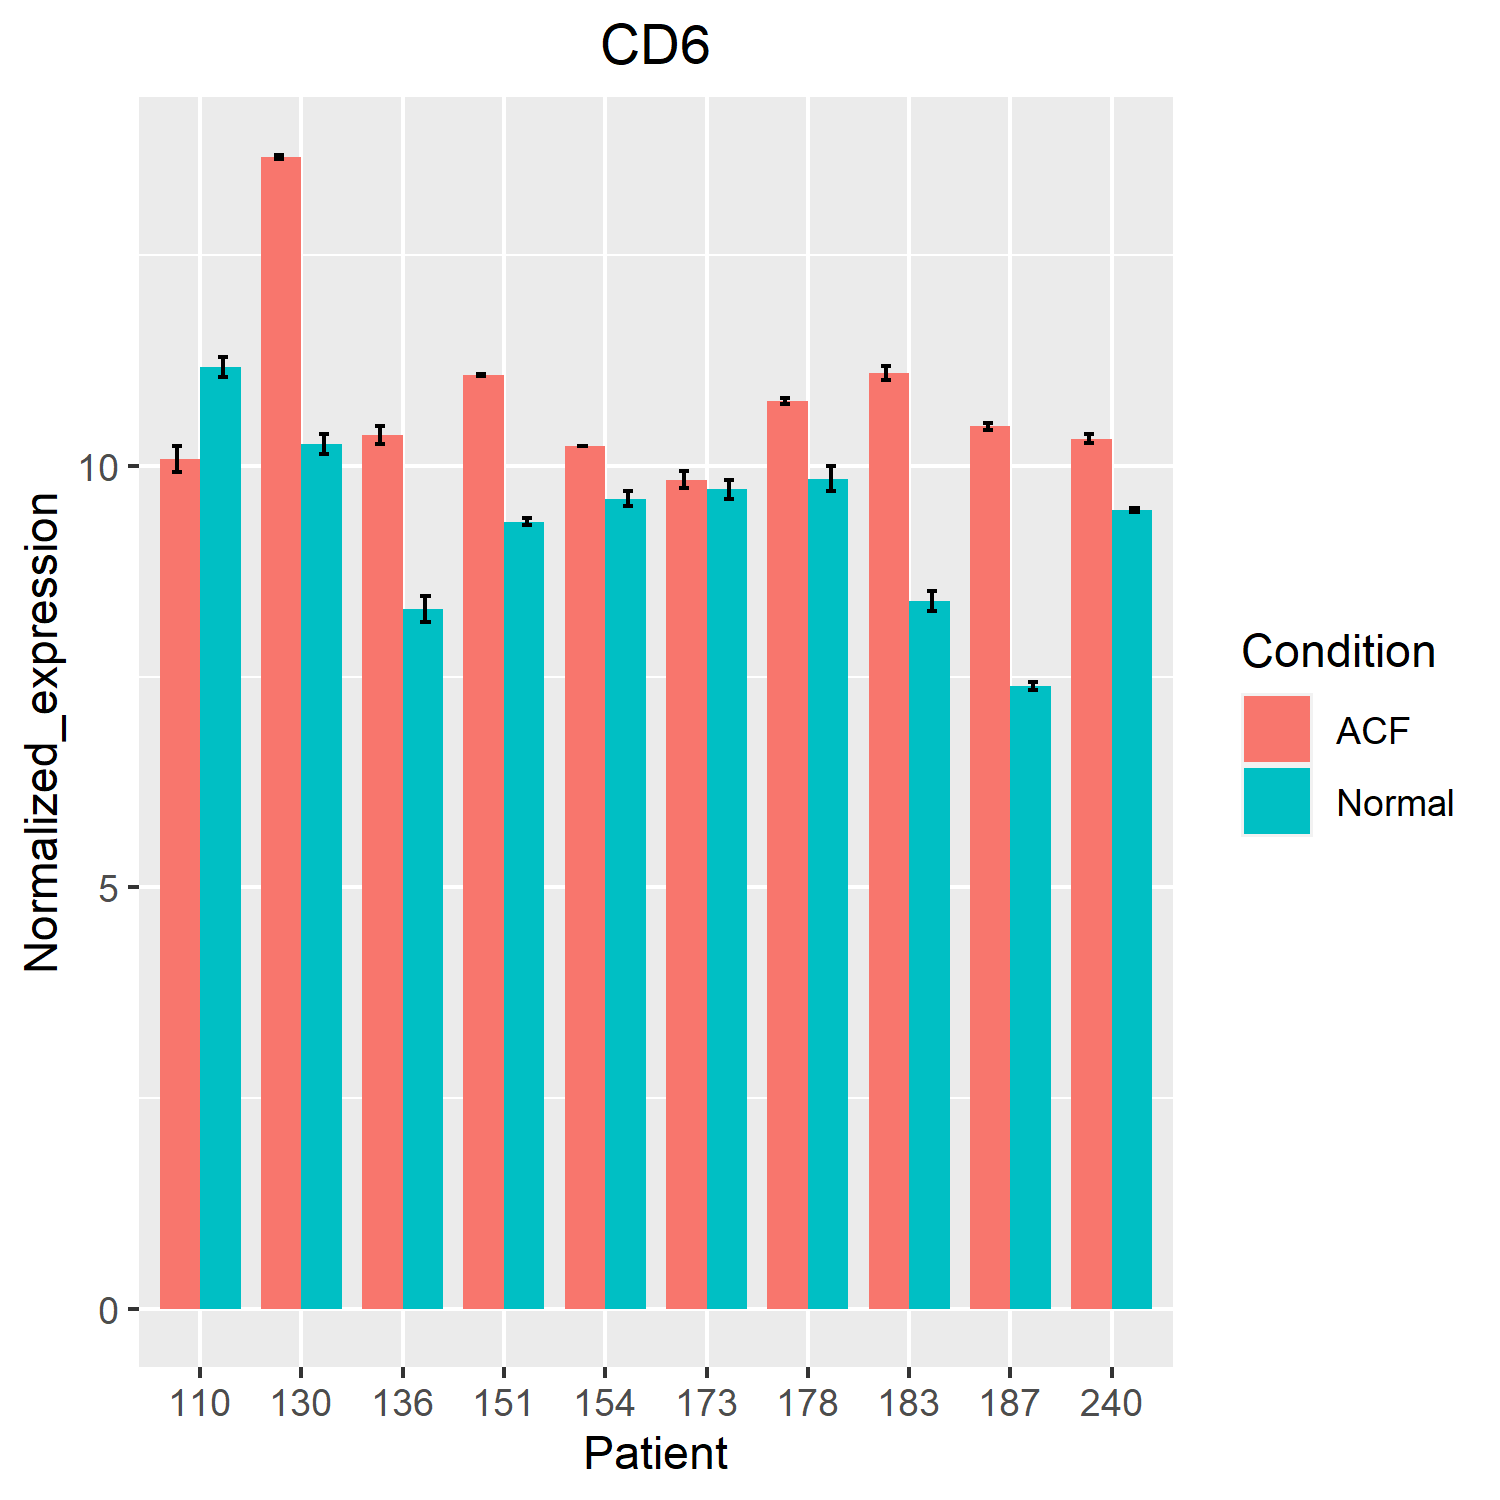 CD6
Normalized_expression
10
5
0
110 130 136 151 154 173 178 183 187 240
Patient
Condition
ACF
Normal